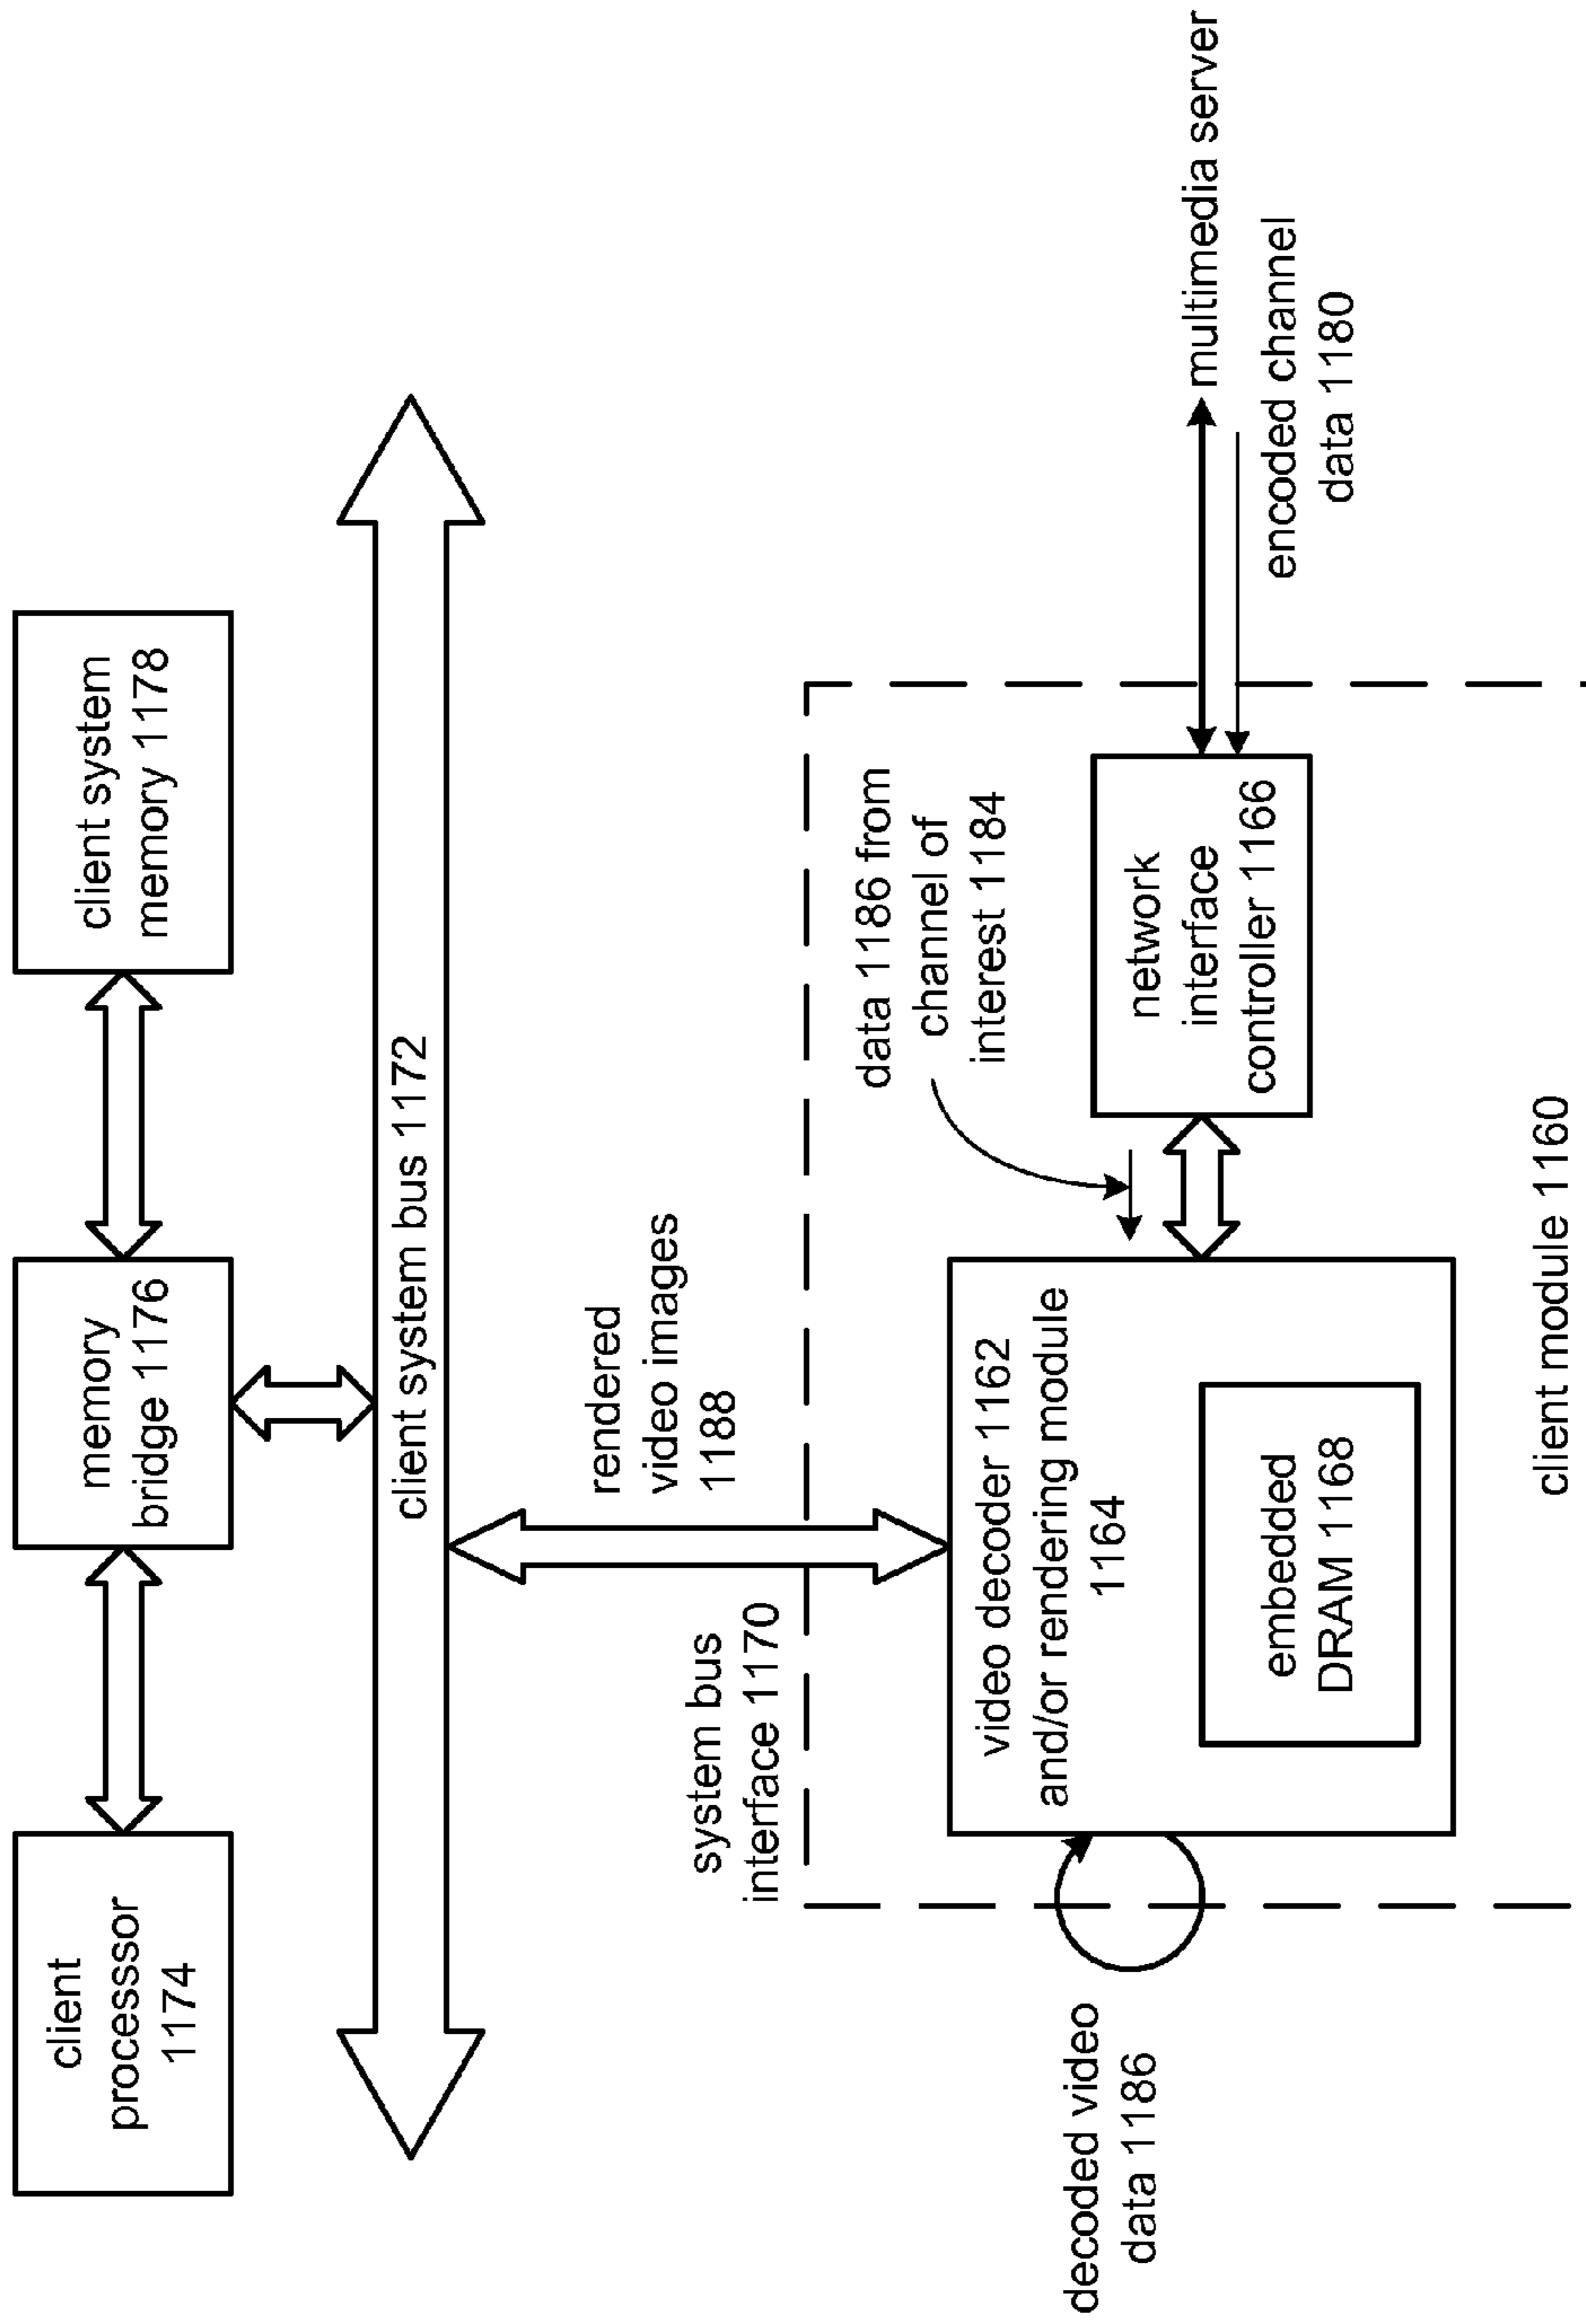 client
processor
1174
memory
bridge 1176
client system
memory 1178
client system bus 1172
system bus
interface 1170
rendered
video images
1188
data 1186 from
channel of
interest 1184
decoded video
data 1186
video decoder 1162
and/or rendering module
1164
embedded
DRAM 1168
network
interface
controller 1166
multimedia server
encoded channel
data 1180
client module 1160